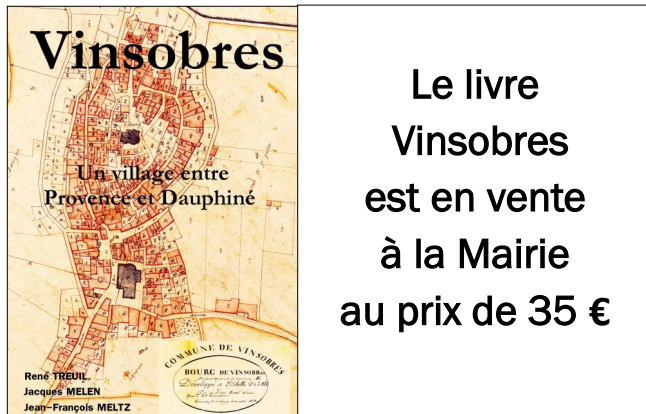 Vinsobres
Un village entre
Provence et Dauphiné
René TREUIL
Jacques MELEN
Jean-François MELTZ
COMMUNE DE VINSOBRES
BOURG DE VINSOBRES
Le livre
Vinsobres
est en vente
à la Mairie
au prix de 35 €